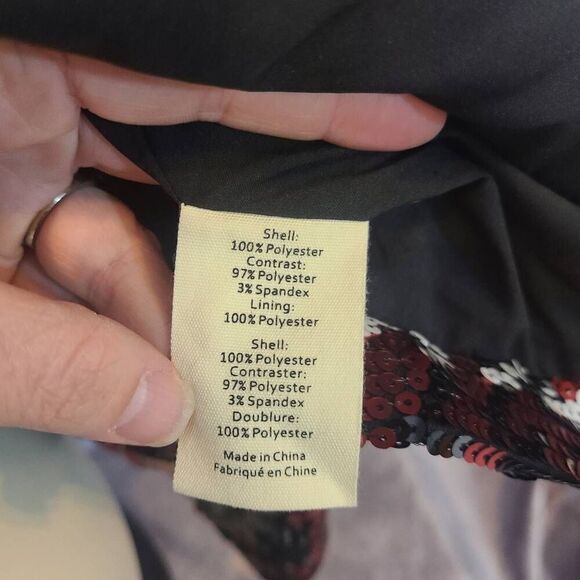 Shell:
100% Polyester
Contrast:
97% Polyester
3% Spandex
Lining:
100% Polyester
Shell:
100% Polyester
Contraster:
97% Polyester
3% Spandex
Doublure:
100% Polyester
Made in China
Fabriqué en Chine